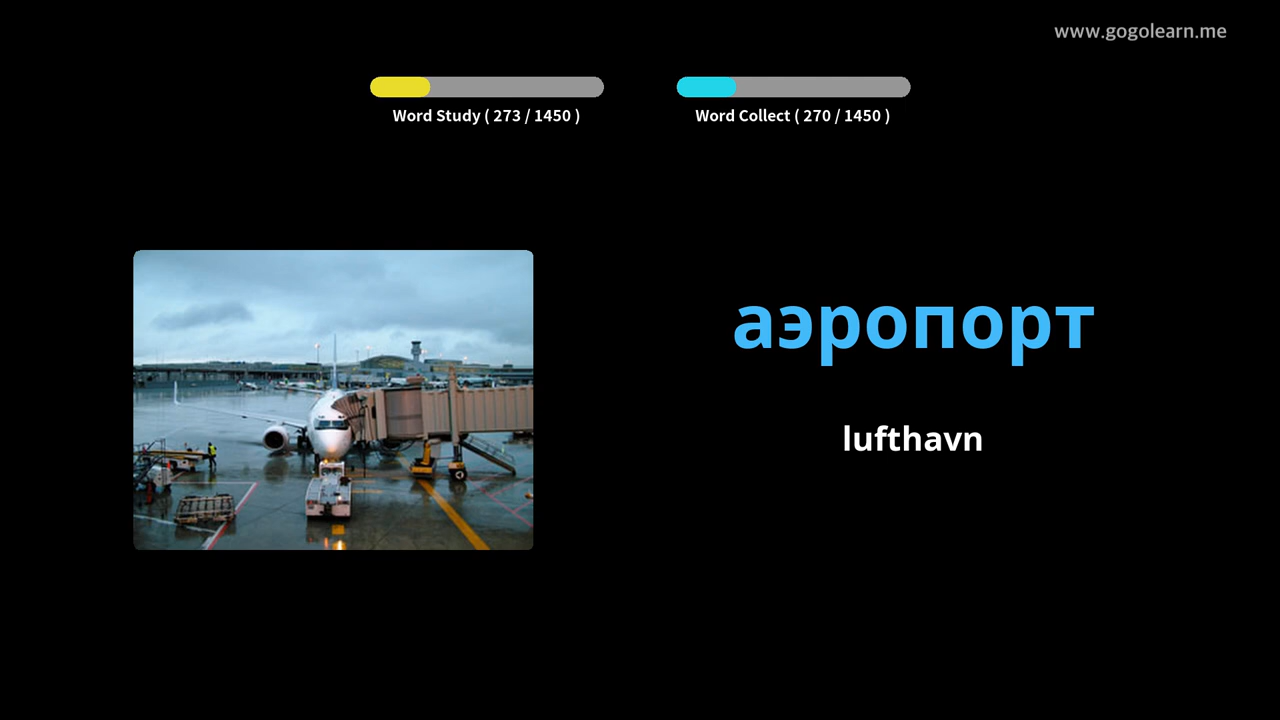 www.gogolearn.me
Word Study ( 273 / 1450 )
Word Collect ( 270 / 1450 )
аэропорт
lufthavn